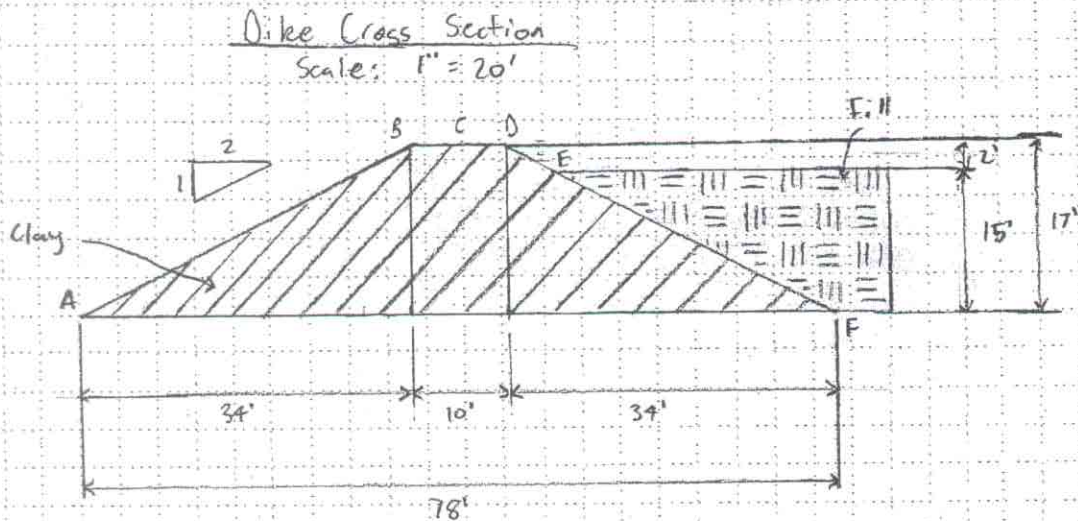 Dike Cross Section
Scale: 1" = 20'
Fill
B C D
2
E
2'
1
15'
17'
Clay
A
F
34'
10'
34'
78'